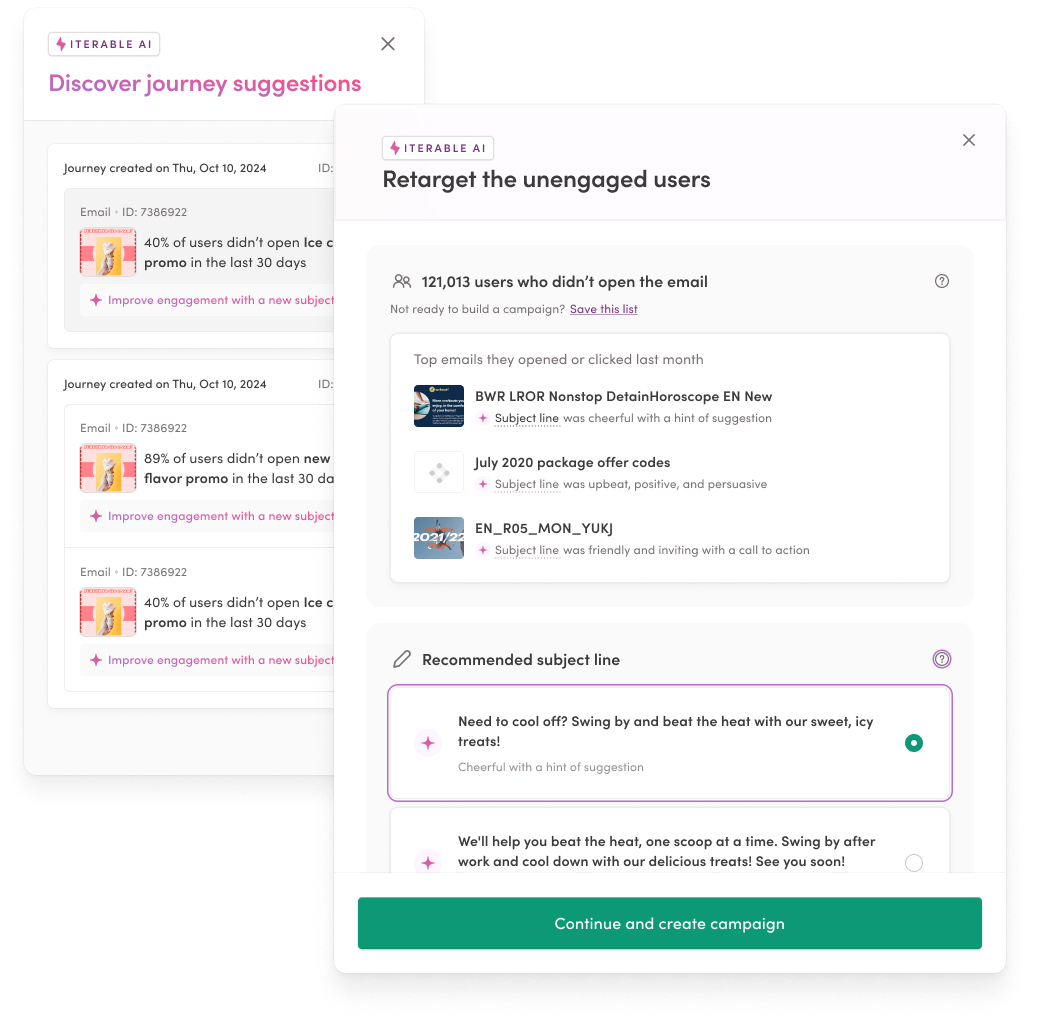 ITERABLE AI
Discover journey suggestions
Journey created on Thu, Oct 10, 2024 ID:
Email • ID: 7386922
40% of users didn’t open Ice c
promo in the last 30 days
Improve engagement with a new subject
Journey created on Thu, Oct 10, 2024 ID:
Email • ID: 7386922
89% of users didn’t open new
flavor promo in the last 30 da
Improve engagement with a new subject
Email • ID: 7386922
40% of users didn’t open Ice c
promo in the last 30 days
Improve engagement with a new subject
ITERABLE AI
Retarget the unengaged users
121,013 users who didn’t open the email
Not ready to build a campaign? Save this list
Top emails they opened or clicked last month
BWR LROR Nonstop DetainHoroscope EN New
Subject line was cheerful with a hint of suggestion
July 2020 package offer codes
Subject line was upbeat, positive, and persuasive
2021/22
EN_R05_MON_YUKJ
Subject line was friendly and inviting with a call to action
Recommended subject line
Need to cool off? Swing by and beat the heat with our sweet, icy
treats!
Cheerful with a hint of suggestion
We'll help you beat the heat, one scoop at a time. Swing by after
work and cool down with our delicious treats! See you soon!
Continue and create campaign